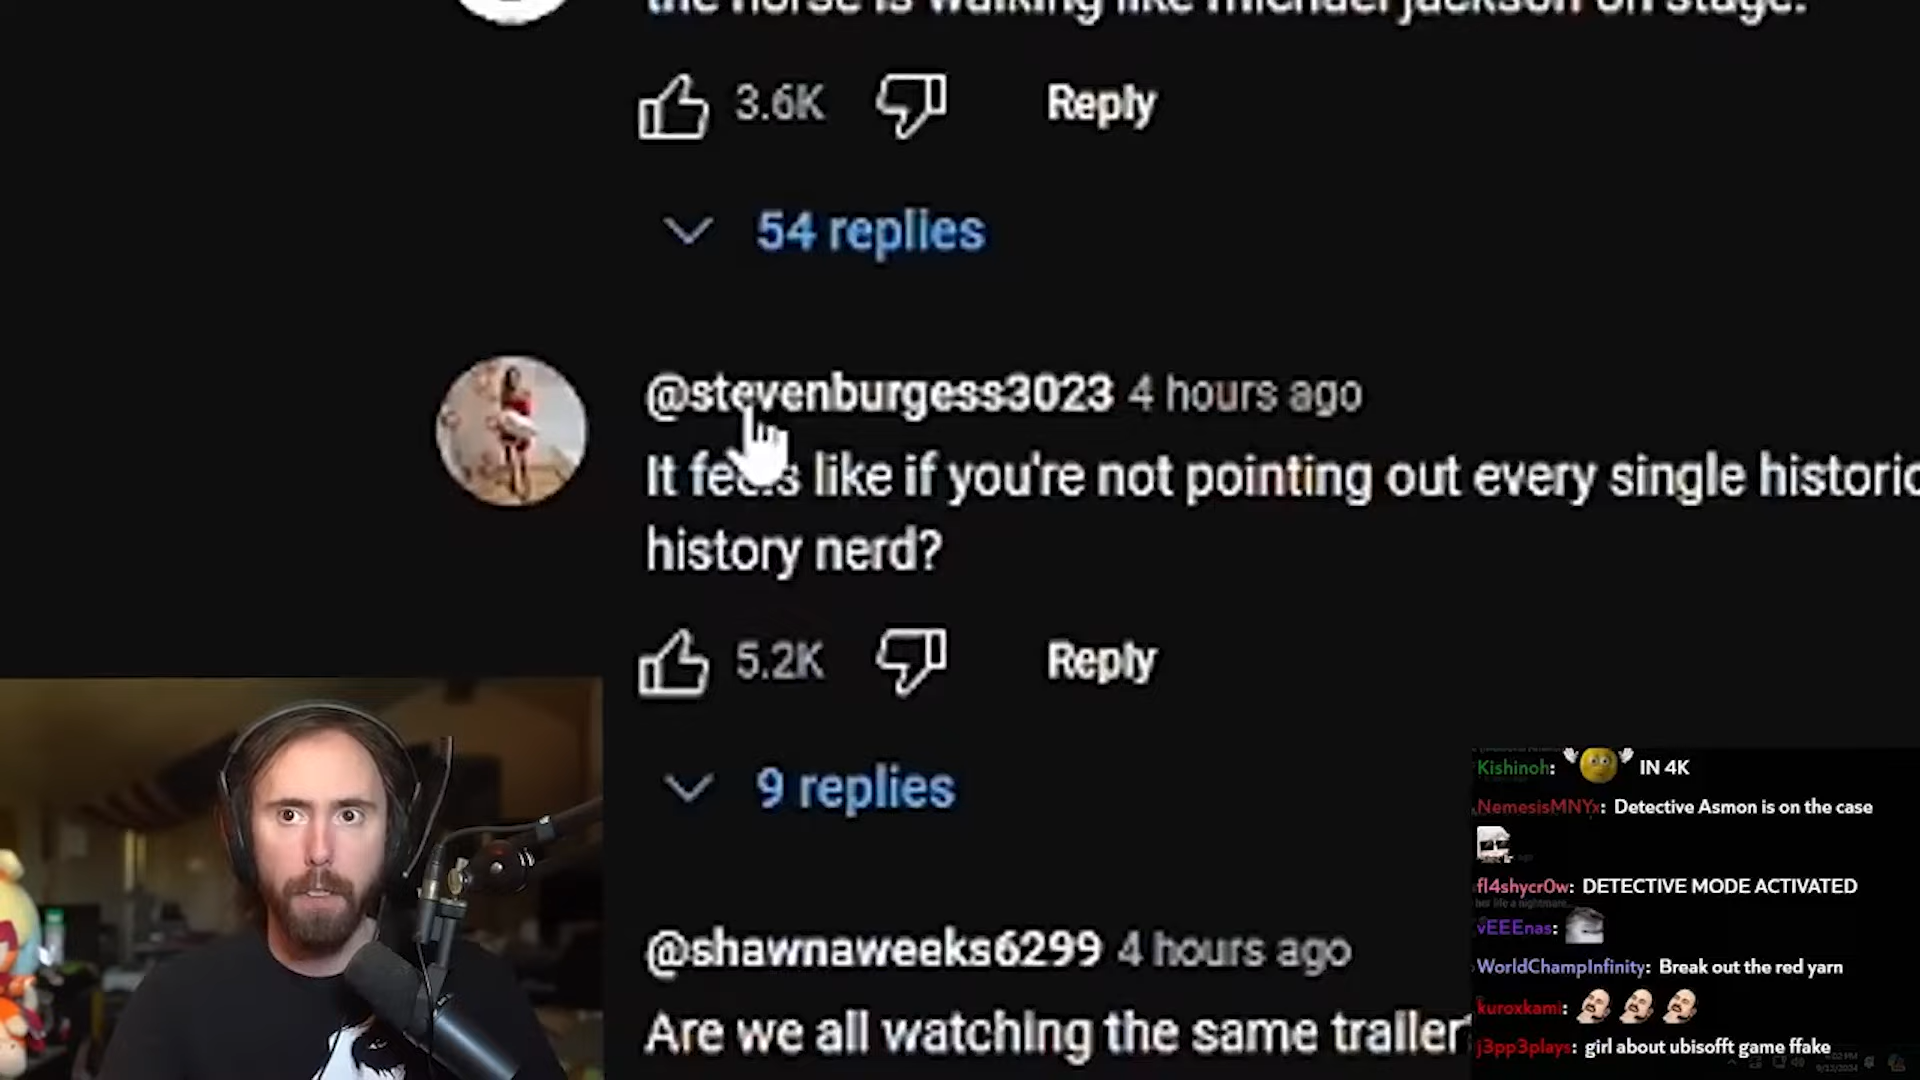 the horse is walking like michael jackson on stage.
3.6K Reply
54 replies
@stevenburgess3023 4 hours ago
It feels like if you're not pointing out every single historic
history nerd?
5.2K Reply
9 replies
@shawnaweeks6299 4 hours ago
Are we all watching the same trailer
Kishinoh: IN 4K
NemesisMNYx: Detective Asmon is on the case
fl4shycr0w: DETECTIVE MODE ACTIVATED
her life a nightmare...
vEEEnas:
WorldChampInfinity: Break out the red yarn
kuroxkami:
j3pp3plays: girl about ubisofft game ffake